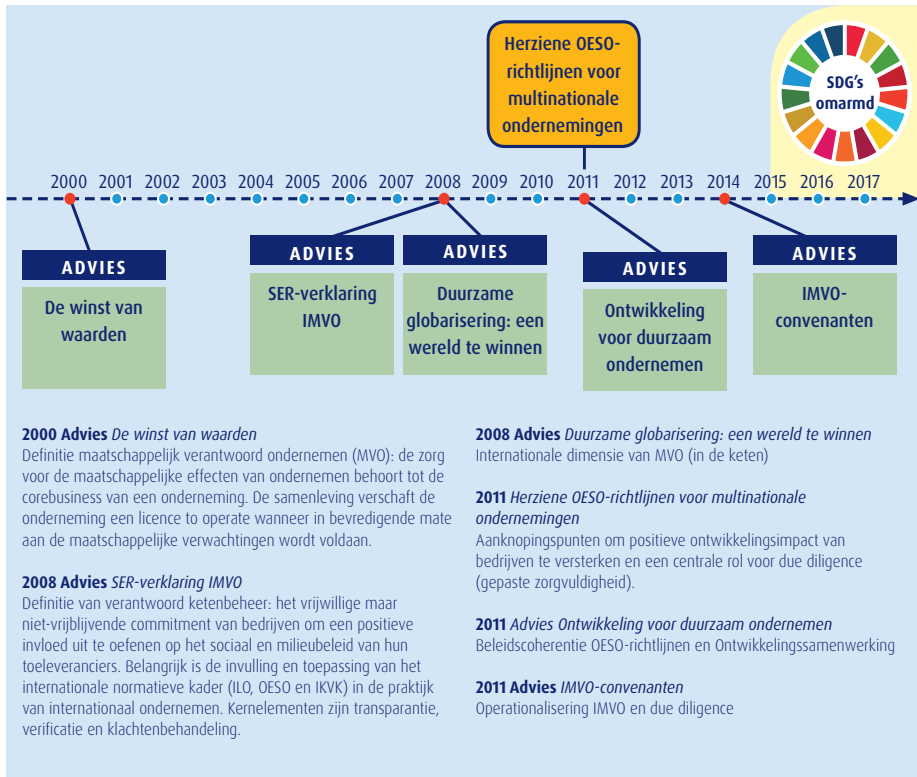 Herziene OESO-
richtlijnen voor
multinationale
ondernemingen
SDG's
omarmd
2000 2001 2002 2003 2004 2005 2006 2007 2008 2009 2010 2011 2012 2013 2014 2015 2016 2017
ADVIES
De winst van
waarden
ADVIES
SER-verklaring
IMVO
ADVIES
Duurzame
globarisering: een
wereld te winnen
ADVIES
Ontwikkeling
voor duurzaam
ondernemen
ADVIES
IMVO-
convenanten
2000 Advies De winst van waarden
Definitie maatschappelijk verantwoord ondernemen (MVO): de zorg
voor de maatschappelijke effecten van ondernemen behoort tot de
corebusiness van een onderneming. De samenleving verschaft de
onderneming een licence to operate wanneer in bevredigende mate
aan de maatschappelijke verwachtingen wordt voldaan.
2008 Advies SER-verklaring IMVO
Definitie van verantwoord ketenbeheer: het vrijwillige maar
niet-vrijblijvende commitment van bedrijven om een positieve
invloed uit te oefenen op het sociaal en milieubeleid van hun
toeleveranciers. Belangrijk is de invulling en toepassing van het
internationale normatieve kader (ILO, OESO en IKVK) in de praktijk
van internationaal ondernemen. Kernelementen zijn transparantie,
verificatie en klachtenbehandeling.
2008 Advies Duurzame globarisering: een wereld te winnen
Internationale dimensie van MVO (in de keten)
2011 Herziene OESO-richtlijnen voor multinationale
ondernemingen
Aanknopingspunten om positieve ontwikkelingsimpact van
bedrijven te versterken en een centrale rol voor due diligence
(gepaste zorgvuldigheid).
2011 Advies Ontwikkeling voor duurzaam ondernemen
Beleidscoherentie OESO-richtlijnen en Ontwikkelingssamenwerking
2011 Advies IMVO-convenanten
Operationalisering IMVO en due diligence